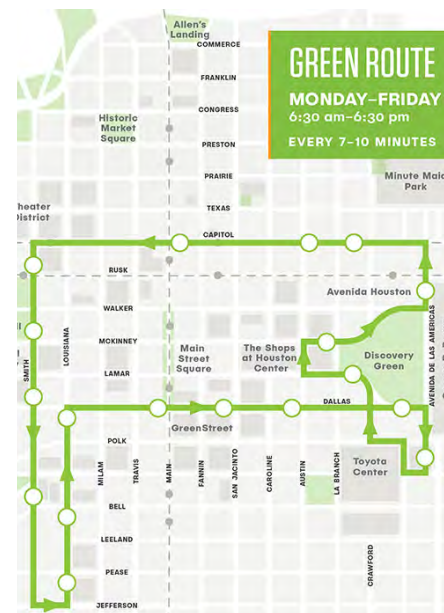 Allen's
Landing
COMMERCE
GREEN ROUTE
MONDAY–FRIDAY
6:30 am–6:30 pm
EVERY 7–10 MINUTES
FRANKLIN
CONGRESS
Historic
Market
Square
PRESTON
PRAIRIE
Minute Maid
Park
TEXAS
heater
District
CAPITOL
RUSK
Avenida Houston
WALKER
MCKINNEY
LAMAR
SMITH
LOUISIANA
Main
Street
Square
The Shops
at Houston
Center
Discovery
Green
AVENIDA DE LAS AMERICAS
DALLAS
GreenStreet
POLK
Toyota
Center
MILAM
TRAVIS
MAIN
FANNIN
SAN JACINTO
CAROLINE
AUSTIN
LA BRANCH
CRAWFORD
BELL
LEELAND
PEASE
JEFFERSON